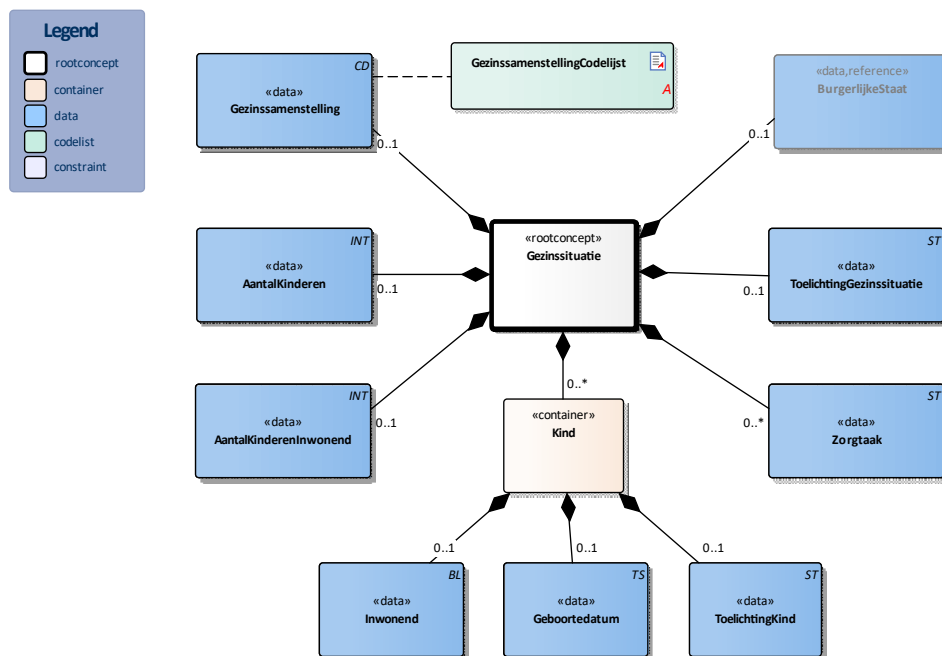 Legend
rootconcept
container
data
codelist
constraint
CD
«data»
Gezinssamenstelling
0..1
GezinssamenstellingCodelijst
A
«data,reference»
BurgerlijkeStaat
0..1
INT
«data»
AantalKinderen
0..1
«rootconcept»
Gezinssituatie
ST
«data»
ToelichtingGezinssituatie
0..1
INT
«data»
AantalKinderenInwonend
0..1
0..*
«container»
Kind
ST
«data»
Zorgtaak
0..*
0..1
BL
«data»
Inwonend
0..1
TS
«data»
Geboortedatum
0..1
ST
«data»
ToelichtingKind